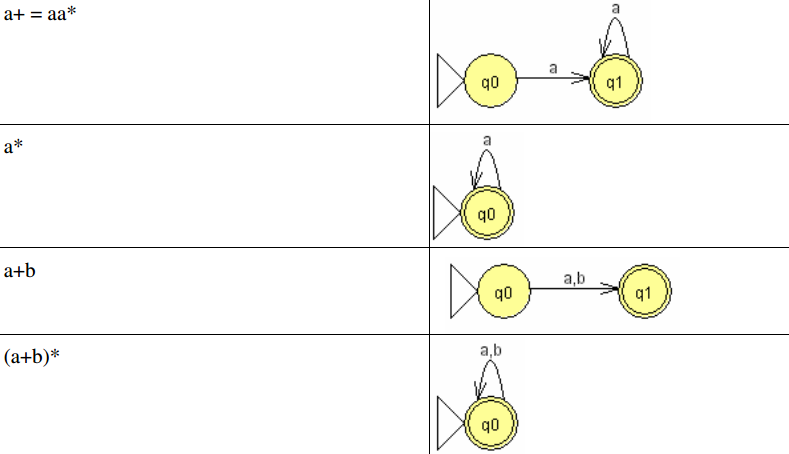 a+ = aa*
a
a
q0
q1
a*
a
q0
a+b
a,b
q0
q1
(a+b)*
a,b
q0